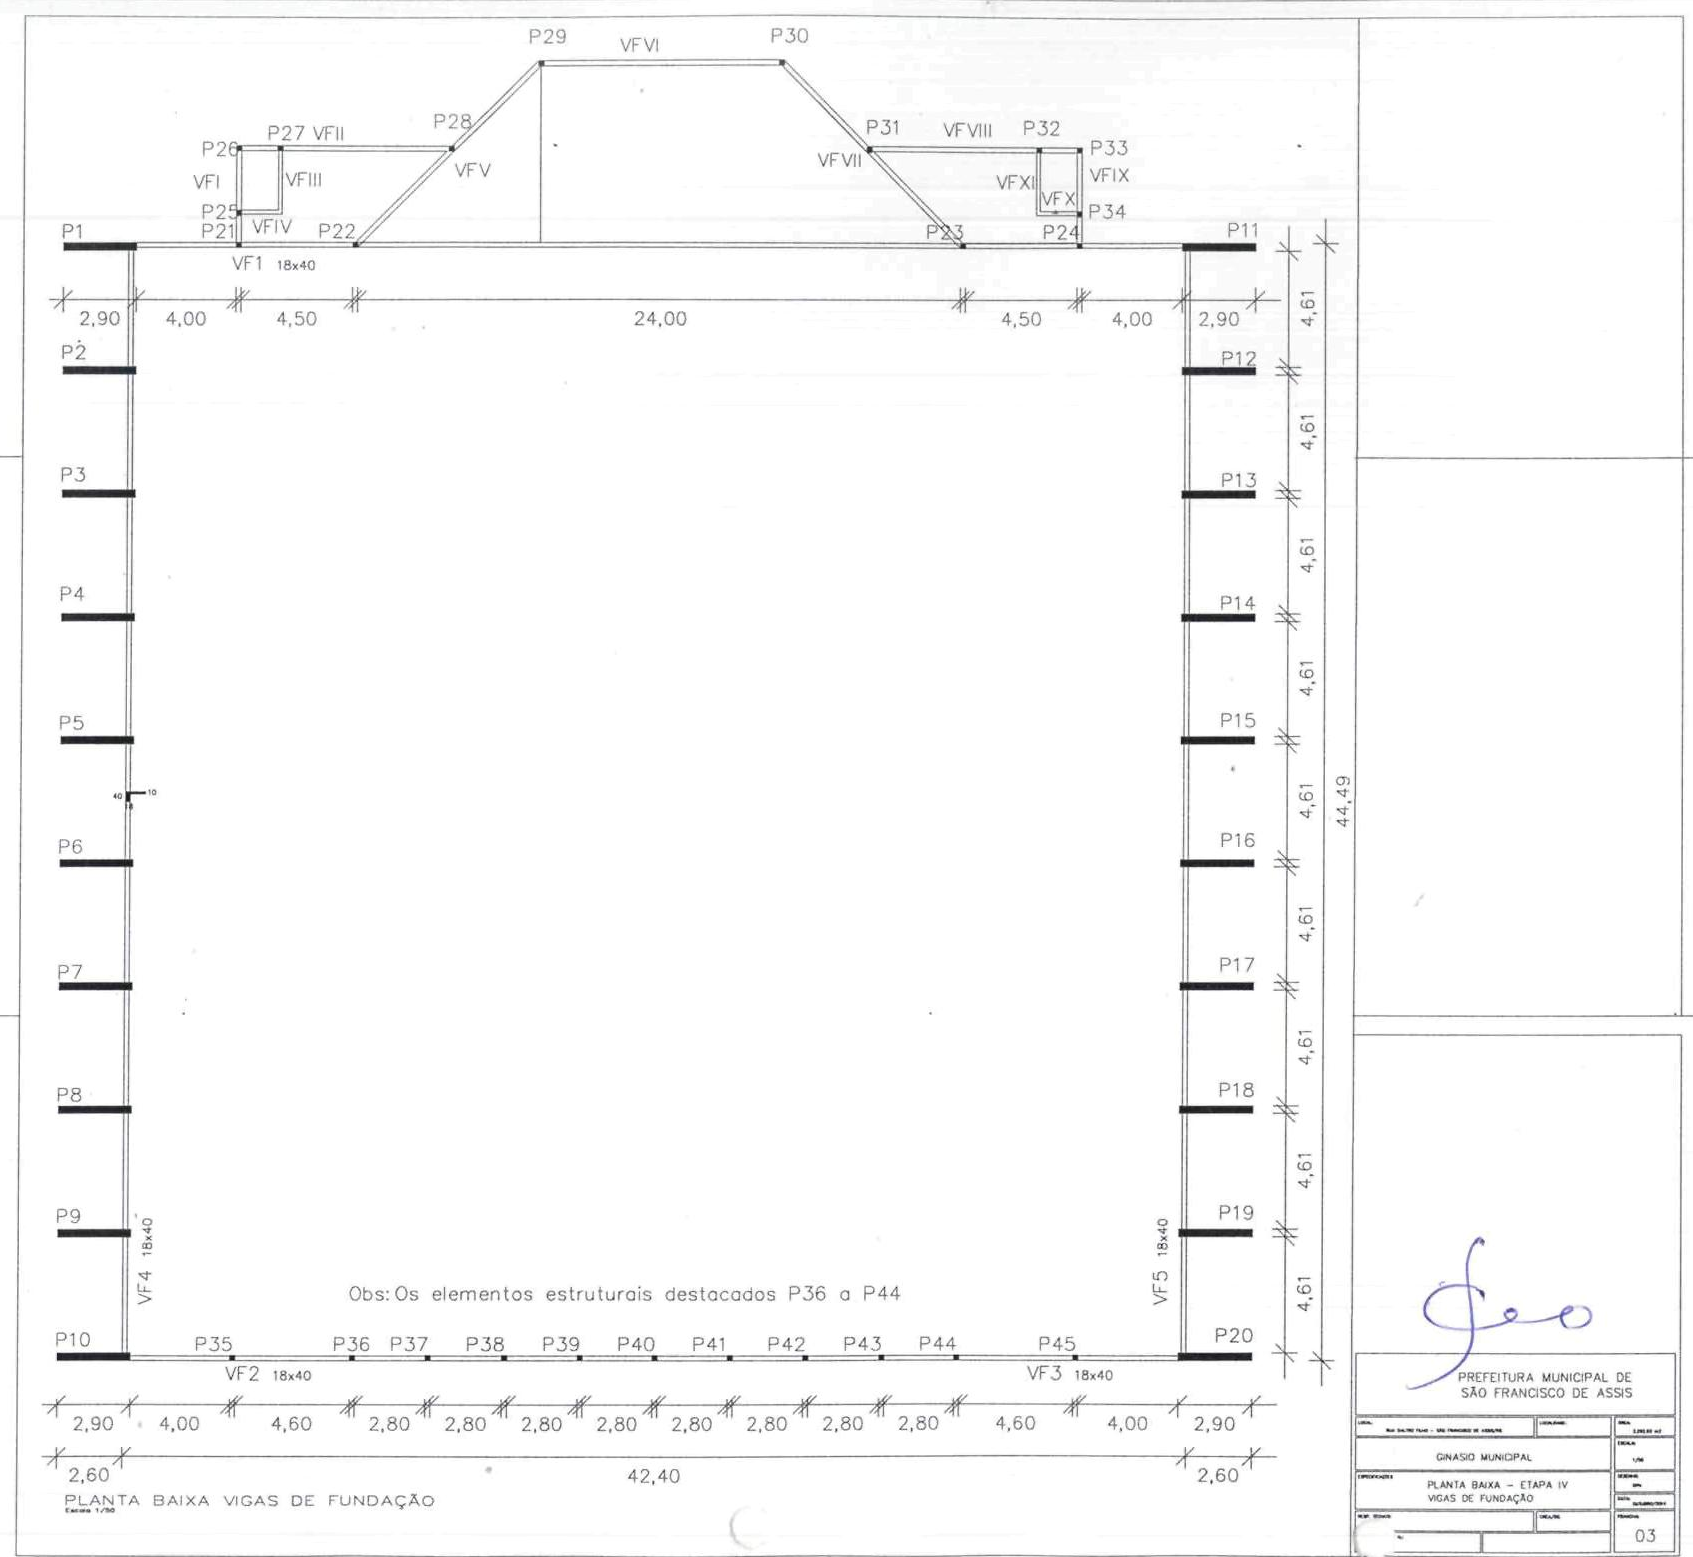 P29 VFVI P30
P28
P27 VFII
P26
VFI VFIII
P25
VFIV
VFV
P31 VFVIII P32
P33
VFVII
VFXI VFIX
VFX P34
P1 P21 P22 P23 P24 P11
VF1 18x40
2,90 4,00 4,50 24,00 4,50 4,00 2,90
4,61
P2 P12
4,61
P3 P13
4,61
P4 P14
4,61
P5 P15
40 10
18
4,61
44,49
P6 P16
4,61
P7 P17
4,61
P8 P18
4,61
P9 P19
VF4 18x40
VF5 18x40
4,61
Obs: Os elementos estruturais destacados P36 a P44
P10 P35 P36 P37 P38 P39 P40 P41 P42 P43 P44 P45 P20
VF2 18x40 VF3 18x40
2,90 4,00 4,60 2,80 2,80 2,80 2,80 2,80 2,80 2,80 2,80 4,60 4,00 2,90
2,60 42,40 2,60
PLANTA BAIXA VIGAS DE FUNDAÇÃO
Escala 1/50
PREFEITURA MUNICIPAL DE
SÃO FRANCISCO DE ASSIS
GINASIO MUNICIPAL
1/50
PLANTA BAIXA - ETAPA IV
VIGAS DE FUNDAÇÃO
03